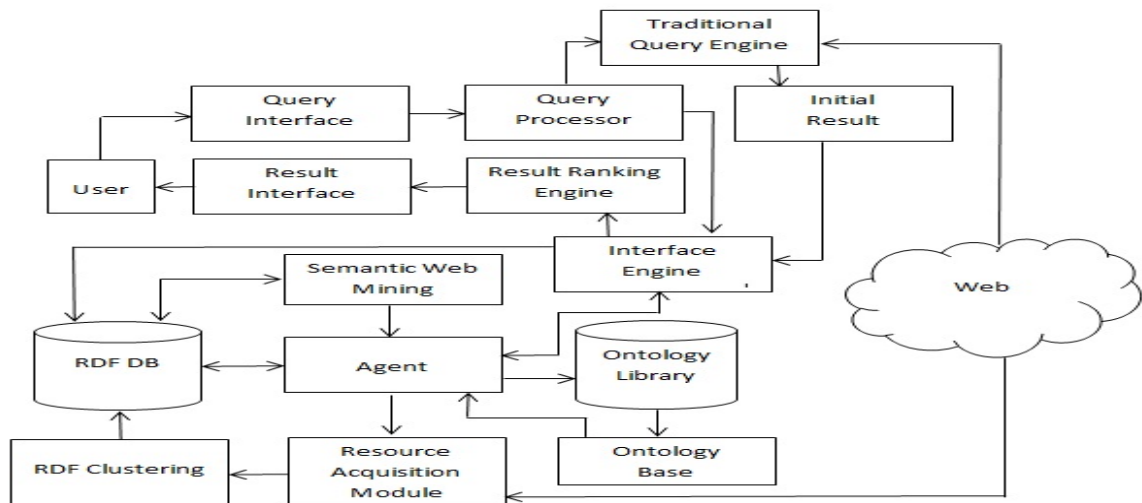 Traditional
Query Engine
Query
Interface
Query
Processor
Initial
Result
User
Result
Interface
Result Ranking
Engine
Interface
Engine
Semantic Web
Mining
Web
RDF DB
Agent
Ontology
Library
RDF Clustering
Resource
Acquisition
Module
Ontology
Base